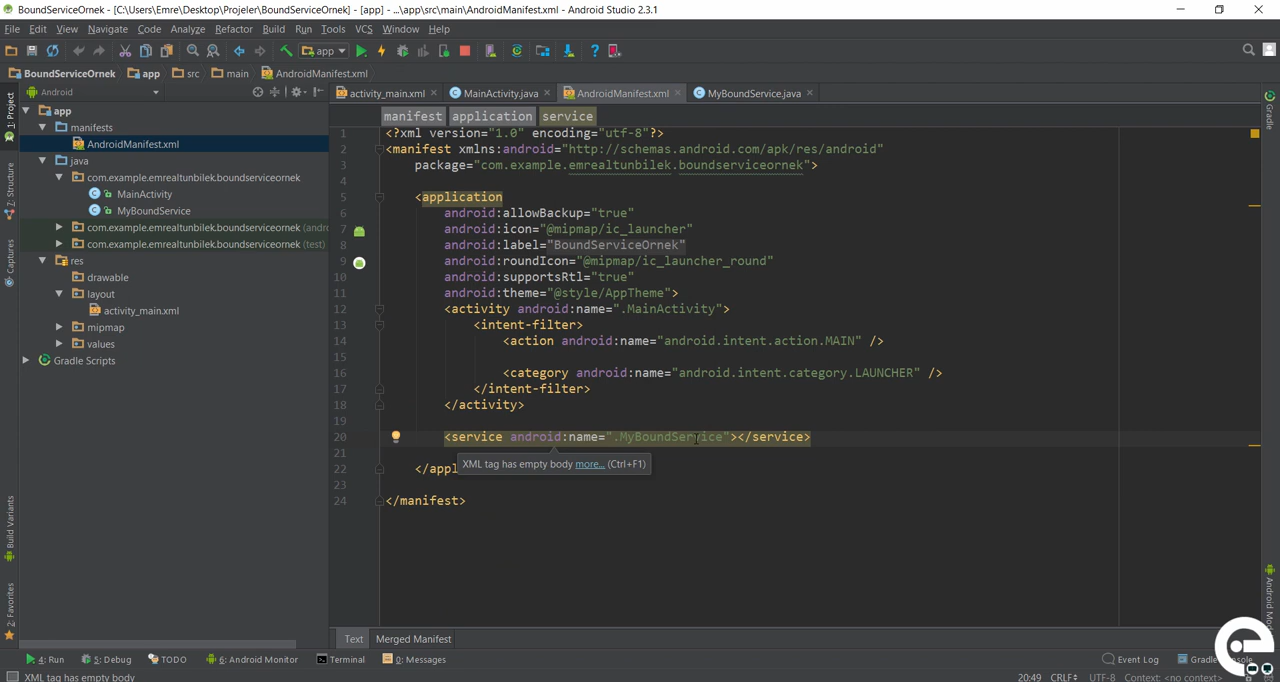 BoundServiceOrnek - [C:\Users\Emre\Desktop\Projeler\BoundServiceOrnek] - [app] - ...\app\src\main\AndroidManifest.xml - Android Studio 2.3.1
File Edit View Navigate Code Analyze Refactor Build Run Tools VCS Window Help
app
BoundServiceOrnek app src main AndroidManifest.xml
Android
activity_main.xml MainActivity.java AndroidManifest.xml MyBoundService.java
manifest application service
app
manifests
AndroidManifest.xml
java
com.example.emrealtunbilek.boundserviceornek
MainActivity
MyBoundService
com.example.emrealtunbilek.boundserviceornek (andro
com.example.emrealtunbilek.boundserviceornek (test)
res
drawable
layout
activity_main.xml
mipmap
values
Gradle Scripts
1: Project
Z: Structure
Captures
Build Variants
2: Favorites
1 <?xml version="1.0" encoding="utf-8"?>
2 <manifest xmlns:android="http://schemas.android.com/apk/res/android"
3 package="com.example.emrealtunbilek.boundserviceornek">
4
5 <application
6 android:allowBackup="true"
7 android:icon="@mipmap/ic_launcher"
8 android:label="BoundServiceOrnek"
9 android:roundIcon="@mipmap/ic_launcher_round"
10 android:supportsRtl="true"
11 android:theme="@style/AppTheme">
12 <activity android:name=".MainActivity">
13 <intent-filter>
14 <action android:name="android.intent.action.MAIN" />
15
16 <category android:name="android.intent.category.LAUNCHER" />
17 </intent-filter>
18 </activity>
19
20 <service android:name=".MyBoundService"></service>
21
XML tag has empty body more... (Ctrl+F1)
22 </appl
23
24 </manifest>
Gradle
Android Mod
Text Merged Manifest
4: Run 5: Debug TODO 6: Android Monitor Terminal 0: Messages Event Log Gradle Console
XML tag has empty body 20:49 CRLF UTF-8 Context: <no context>